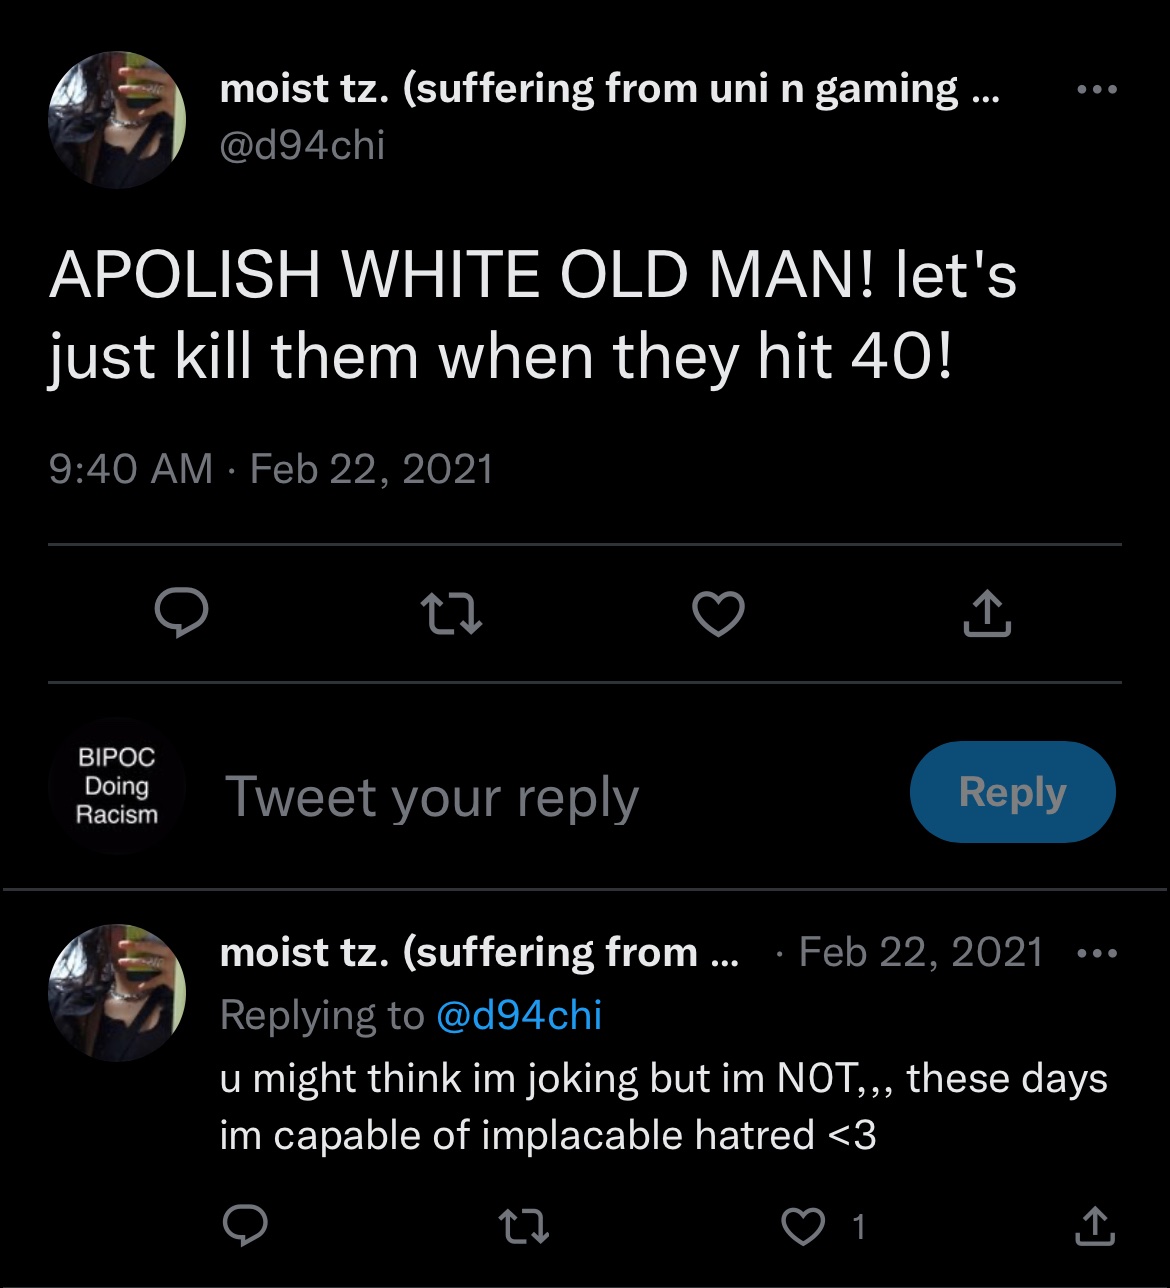 moist tz. (suffering from uni n gaming ...
@d94chi
APOLISH WHITE OLD MAN! let's
just kill them when they hit 40!
9:40 AM · Feb 22, 2021
BIPOC
Doing
Racism
Tweet your reply
Reply
moist tz. (suffering from ... · Feb 22, 2021
Replying to @d94chi
u might think im joking but im NOT,,, these days
im capable of implacable hatred <3
1